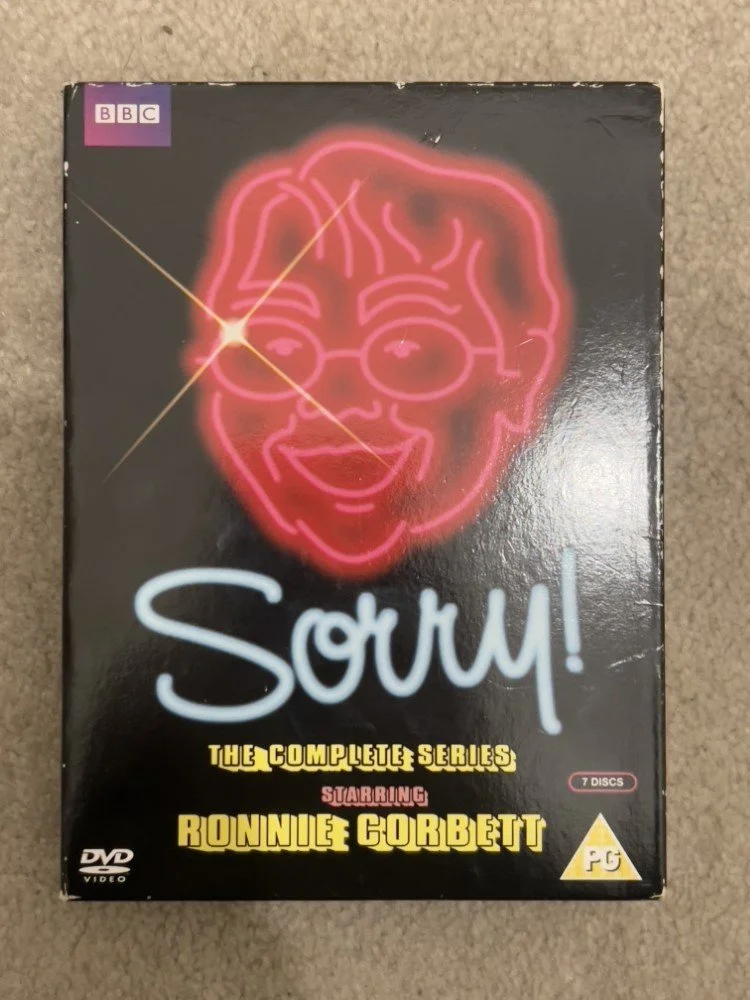 BBC
Sorry!
THE COMPLETE SERIES
7 DISCS
STARRING
RONNIE CORBETT
DVD
VIDEO
PG